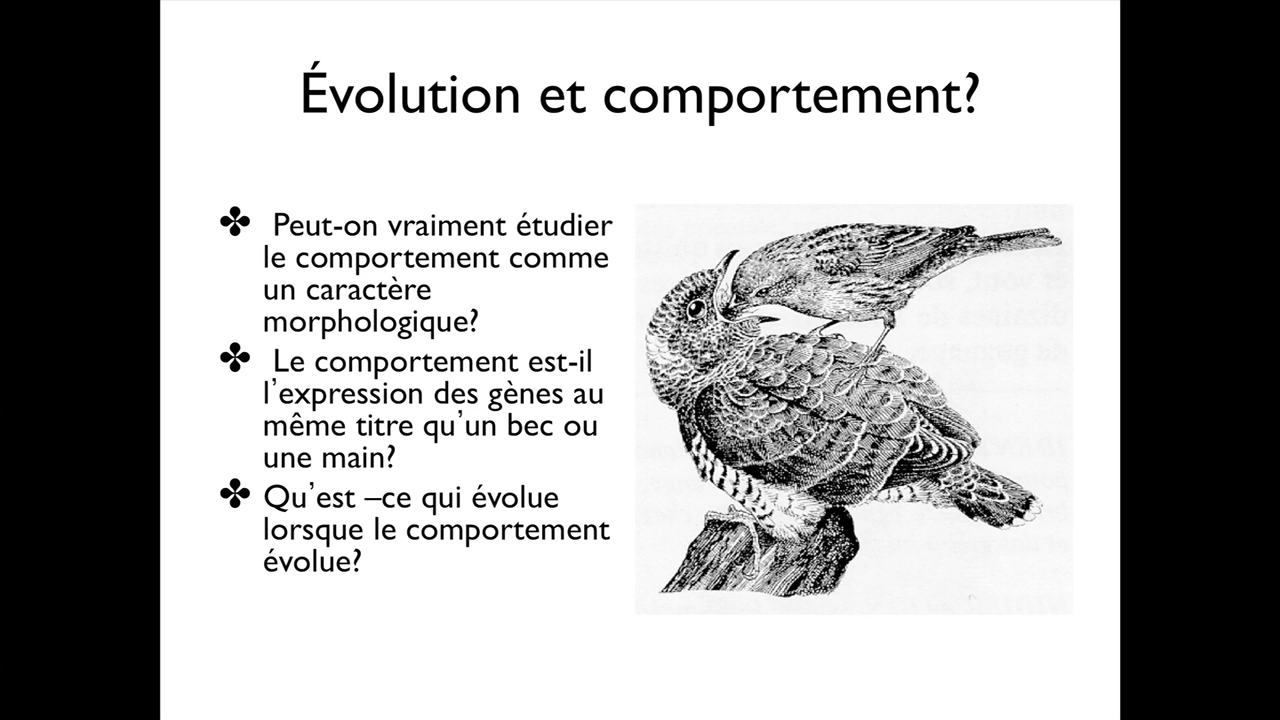 Évolution et comportement?
✤ Peut-on vraiment étudier
le comportement comme
un caractère
morphologique?
✤ Le comportement est-il
l’expression des gènes au
même titre qu’un bec ou
une main?
✤ Qu’est –ce qui évolue
lorsque le comportement
évolue?